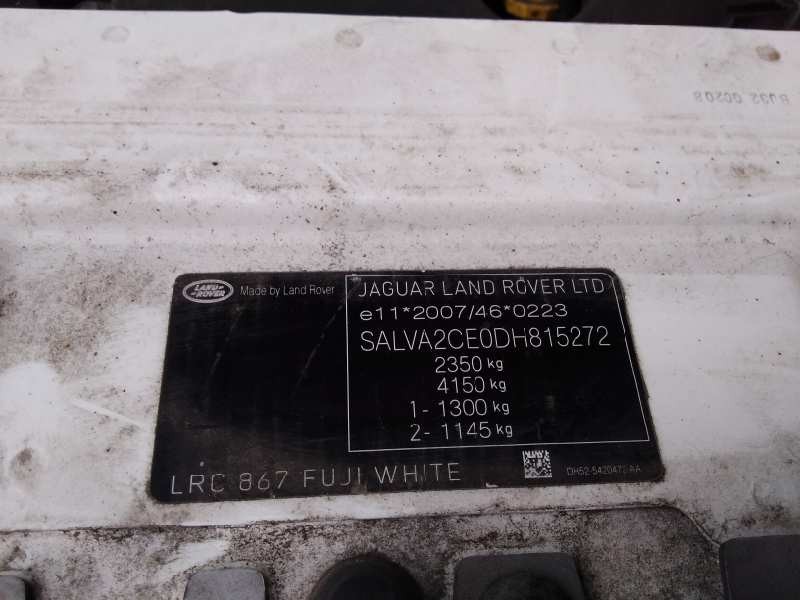 BJ32 00208
LAND
ROVER
Made by Land Rover
JAGUAR LAND ROVER LTD
e11*2007/46*0223
SALVA2CE0DH815272
2350 kg
4150 kg
1- 1300 kg
2- 1145 kg
LRC 867 FUJI WHITE